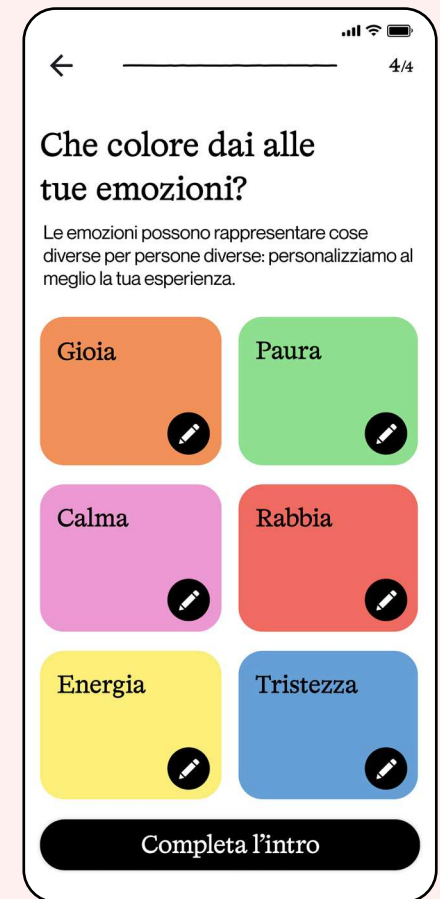 4/4
Che colore dai alle
tue emozioni?
Le emozioni possono rappresentare cose
diverse per persone diverse: personalizziamo al
meglio la tua esperienza.
Gioia
Paura
Calma
Rabbia
Energia
Tristezza
Completa l’intro